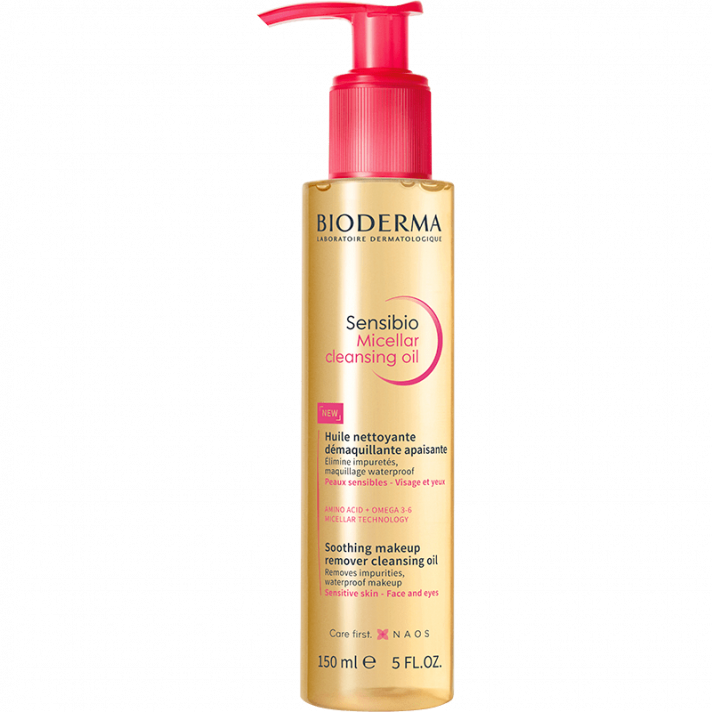 BIODERMA
LABORATOIRE DERMATOLOGIQUE
Sensibio
Micellar
cleansing oil
NEW
Huile nettoyante
démaquillante apaisante
Élimine impuretés,
maquillage waterproof
Peaux sensibles - Visage et yeux
AMINO ACID + OMEGA 3-6
MICELLAR TECHNOLOGY
Soothing makeup
remover cleansing oil
Removes impurities,
waterproof makeup
Sensitive skin - Face and eyes
Care first. NAOS
150 ml ℮ 5 FL.OZ.